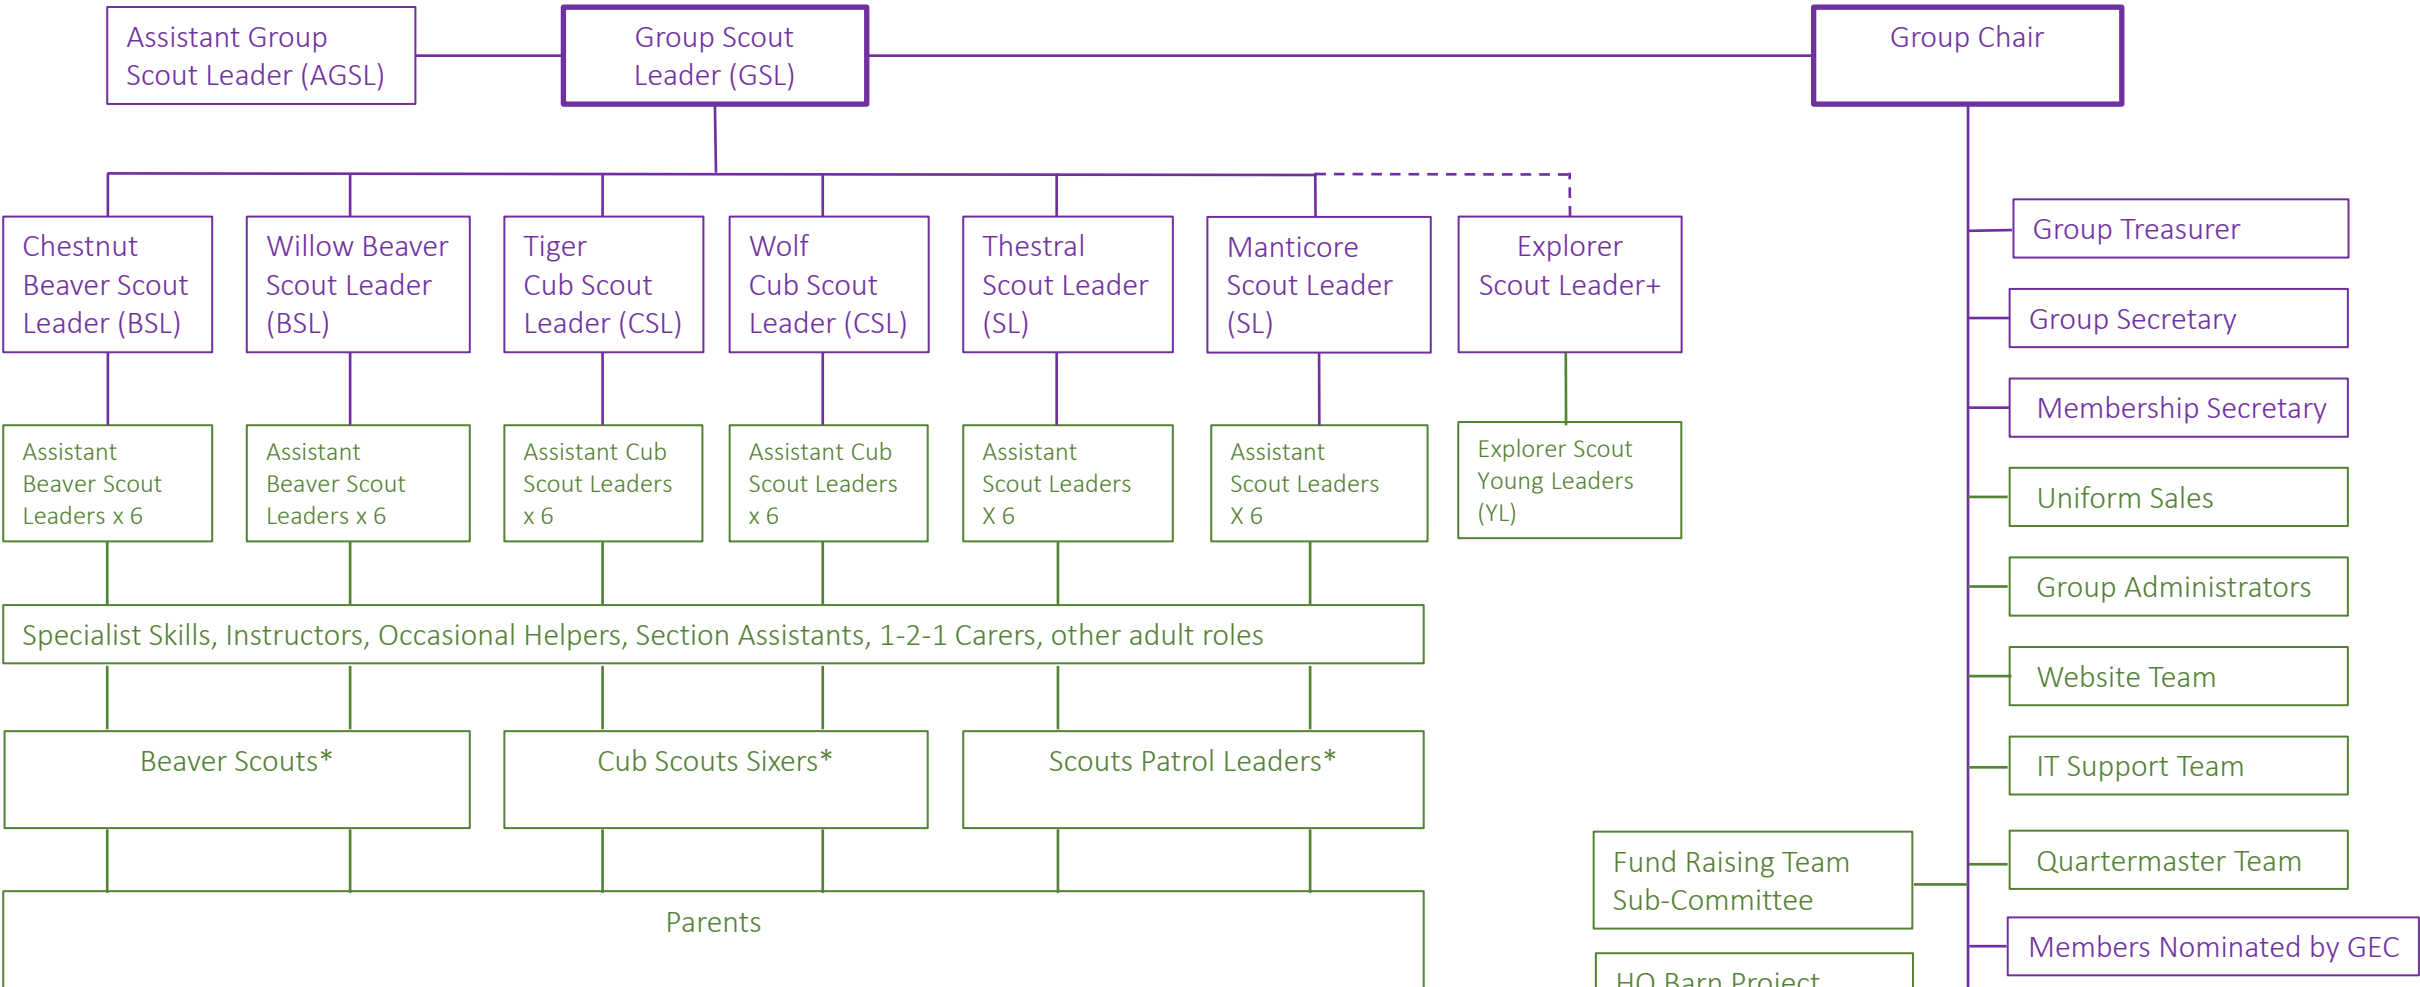 Assistant Group
Scout Leader (AGSL)
Group Scout
Leader (GSL)
Group Chair
Chestnut
Beaver Scout
Leader (BSL)
Willow Beaver
Scout Leader
(BSL)
Tiger
Cub Scout
Leader (CSL)
Wolf
Cub Scout
Leader (CSL)
Thestral
Scout Leader
(SL)
Manticore
Scout Leader
(SL)
Explorer
Scout Leader+
Assistant
Beaver Scout
Leaders x 6
Assistant
Beaver Scout
Leaders x 6
Assistant Cub
Scout Leaders
x 6
Assistant Cub
Scout Leaders
x 6
Assistant
Scout Leaders
X 6
Assistant
Scout Leaders
X 6
Explorer Scout
Young Leaders
(YL)
Specialist Skills, Instructors, Occasional Helpers, Section Assistants, 1-2-1 Carers, other adult roles
Beaver Scouts*
Cub Scouts Sixers*
Scouts Patrol Leaders*
Parents
Group Treasurer
Group Secretary
Membership Secretary
Uniform Sales
Group Administrators
Website Team
IT Support Team
Quartermaster Team
Members Nominated by GEC
Fund Raising Team
Sub-Committee
HQ Barn Project